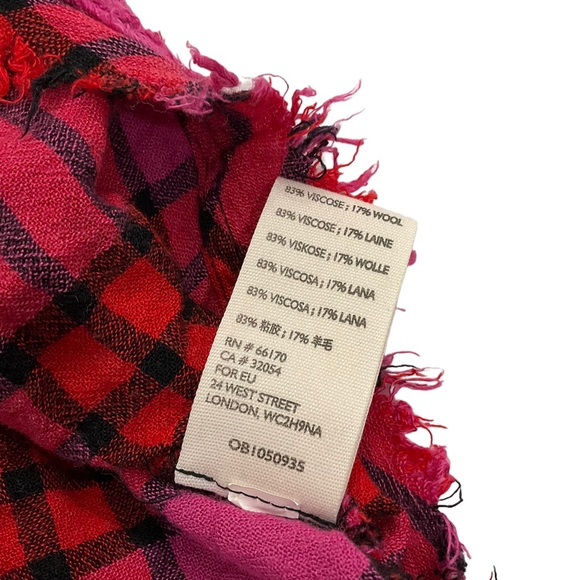 83% VISCOSE ; 17% WOOL
83% VISCOSE ; 17% LAINE
83% VISKOSE ; 17% WOLLE
83% VISCOSA ; 17% LANA
83% VISCOSA ; 17% LANA
83% 粘胶 ; 17% 羊毛
RN # 66170
CA # 32054
FOR EU
24 WEST STREET
LONDON, WC2H9NA
OB1050935